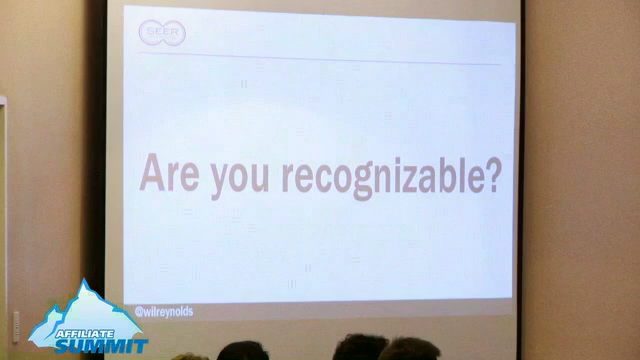 SEER
Are you recognizable?
@wilreynolds
AFFILIATE
SUMMIT